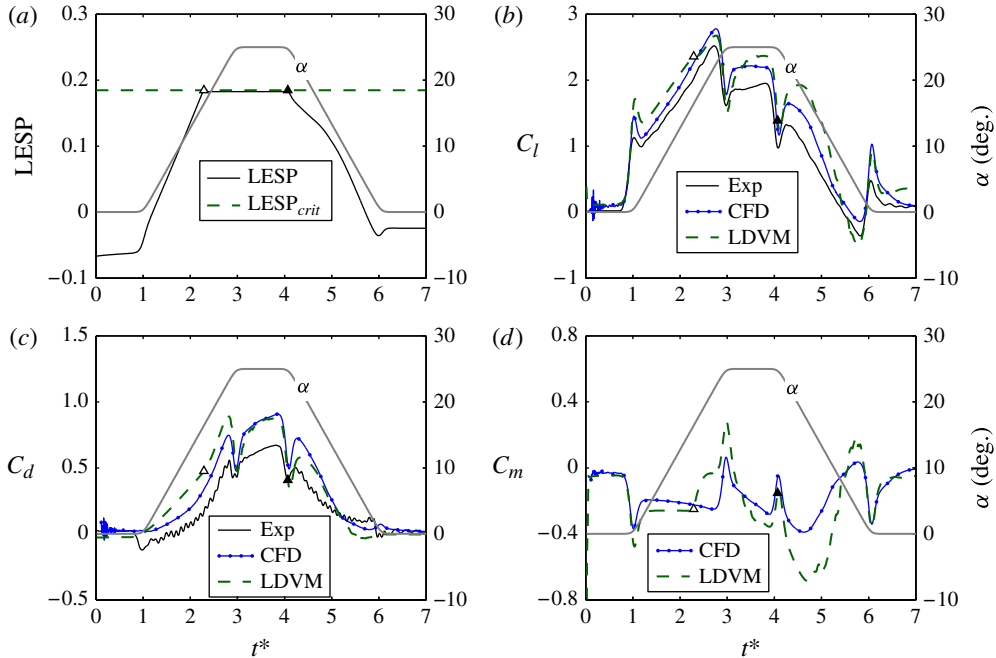 (a)
0.3
0.2
0.1
0
−0.1
LESP
30
20
10
0
−10
α
LESP
LESPcrit
0 1 2 3 4 5 6 7
(b)
3
2
1
0
1
Cl
30
20
10
0
−10
α (deg.)
α
Exp
CFD
LDVM
0 1 2 3 4 5 6 7
(c)
1.5
1.0
0.5
0
−0.5
Cd
30
20
10
0
−10
α
Exp
CFD
LDVM
0 1 2 3 4 5 6 7
t*
(d)
0.8
0.4
0
−0.4
−0.8
Cm
30
20
10
0
−10
α (deg.)
α
CFD
LDVM
0 1 2 3 4 5 6 7
t*